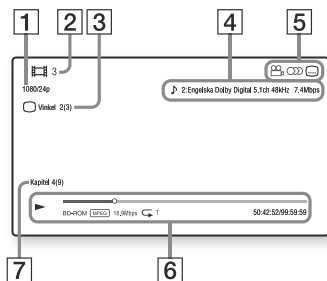 1 2 3 4 5
3
1080/24p
2:Engelska Dolby Digital 5.1ch 48kHz 7.4Mbps
Vinkel 2(3)
Kapitel 4(9)
BD-ROM MPEG 16,9Mbps T 50:42:52/99:59:59
7 6